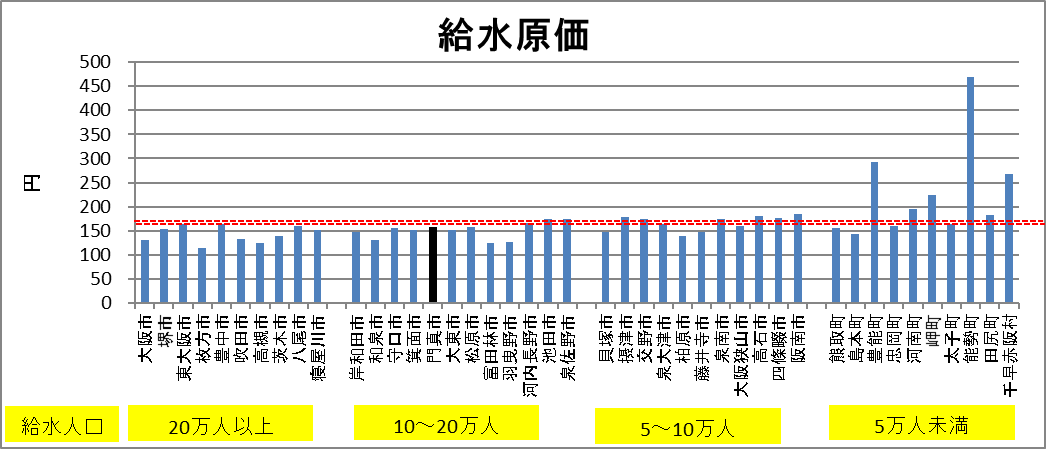 給水原価
円
500
450
400
350
300
250
200
150
100
50
0
大阪市
堺市
東大阪市
枚方市
豊中市
吹田市
高槻市
茨木市
八尾市
寝屋川市
岸和田市
和泉市
守口市
箕面市
門真市
大東市
松原市
富田林市
羽曳野市
河内長野市
池田市
泉佐野市
貝塚市
摂津市
交野市
泉大津市
柏原市
藤井寺市
泉南市
大阪狭山市
高石市
四條畷市
阪南市
熊取町
島本町
豊能町
忠岡町
河南町
岬町
太子町
能勢町
田尻町
千早赤阪村
給水人口
20万人以上
10～20万人
5～10万人
5万人未満